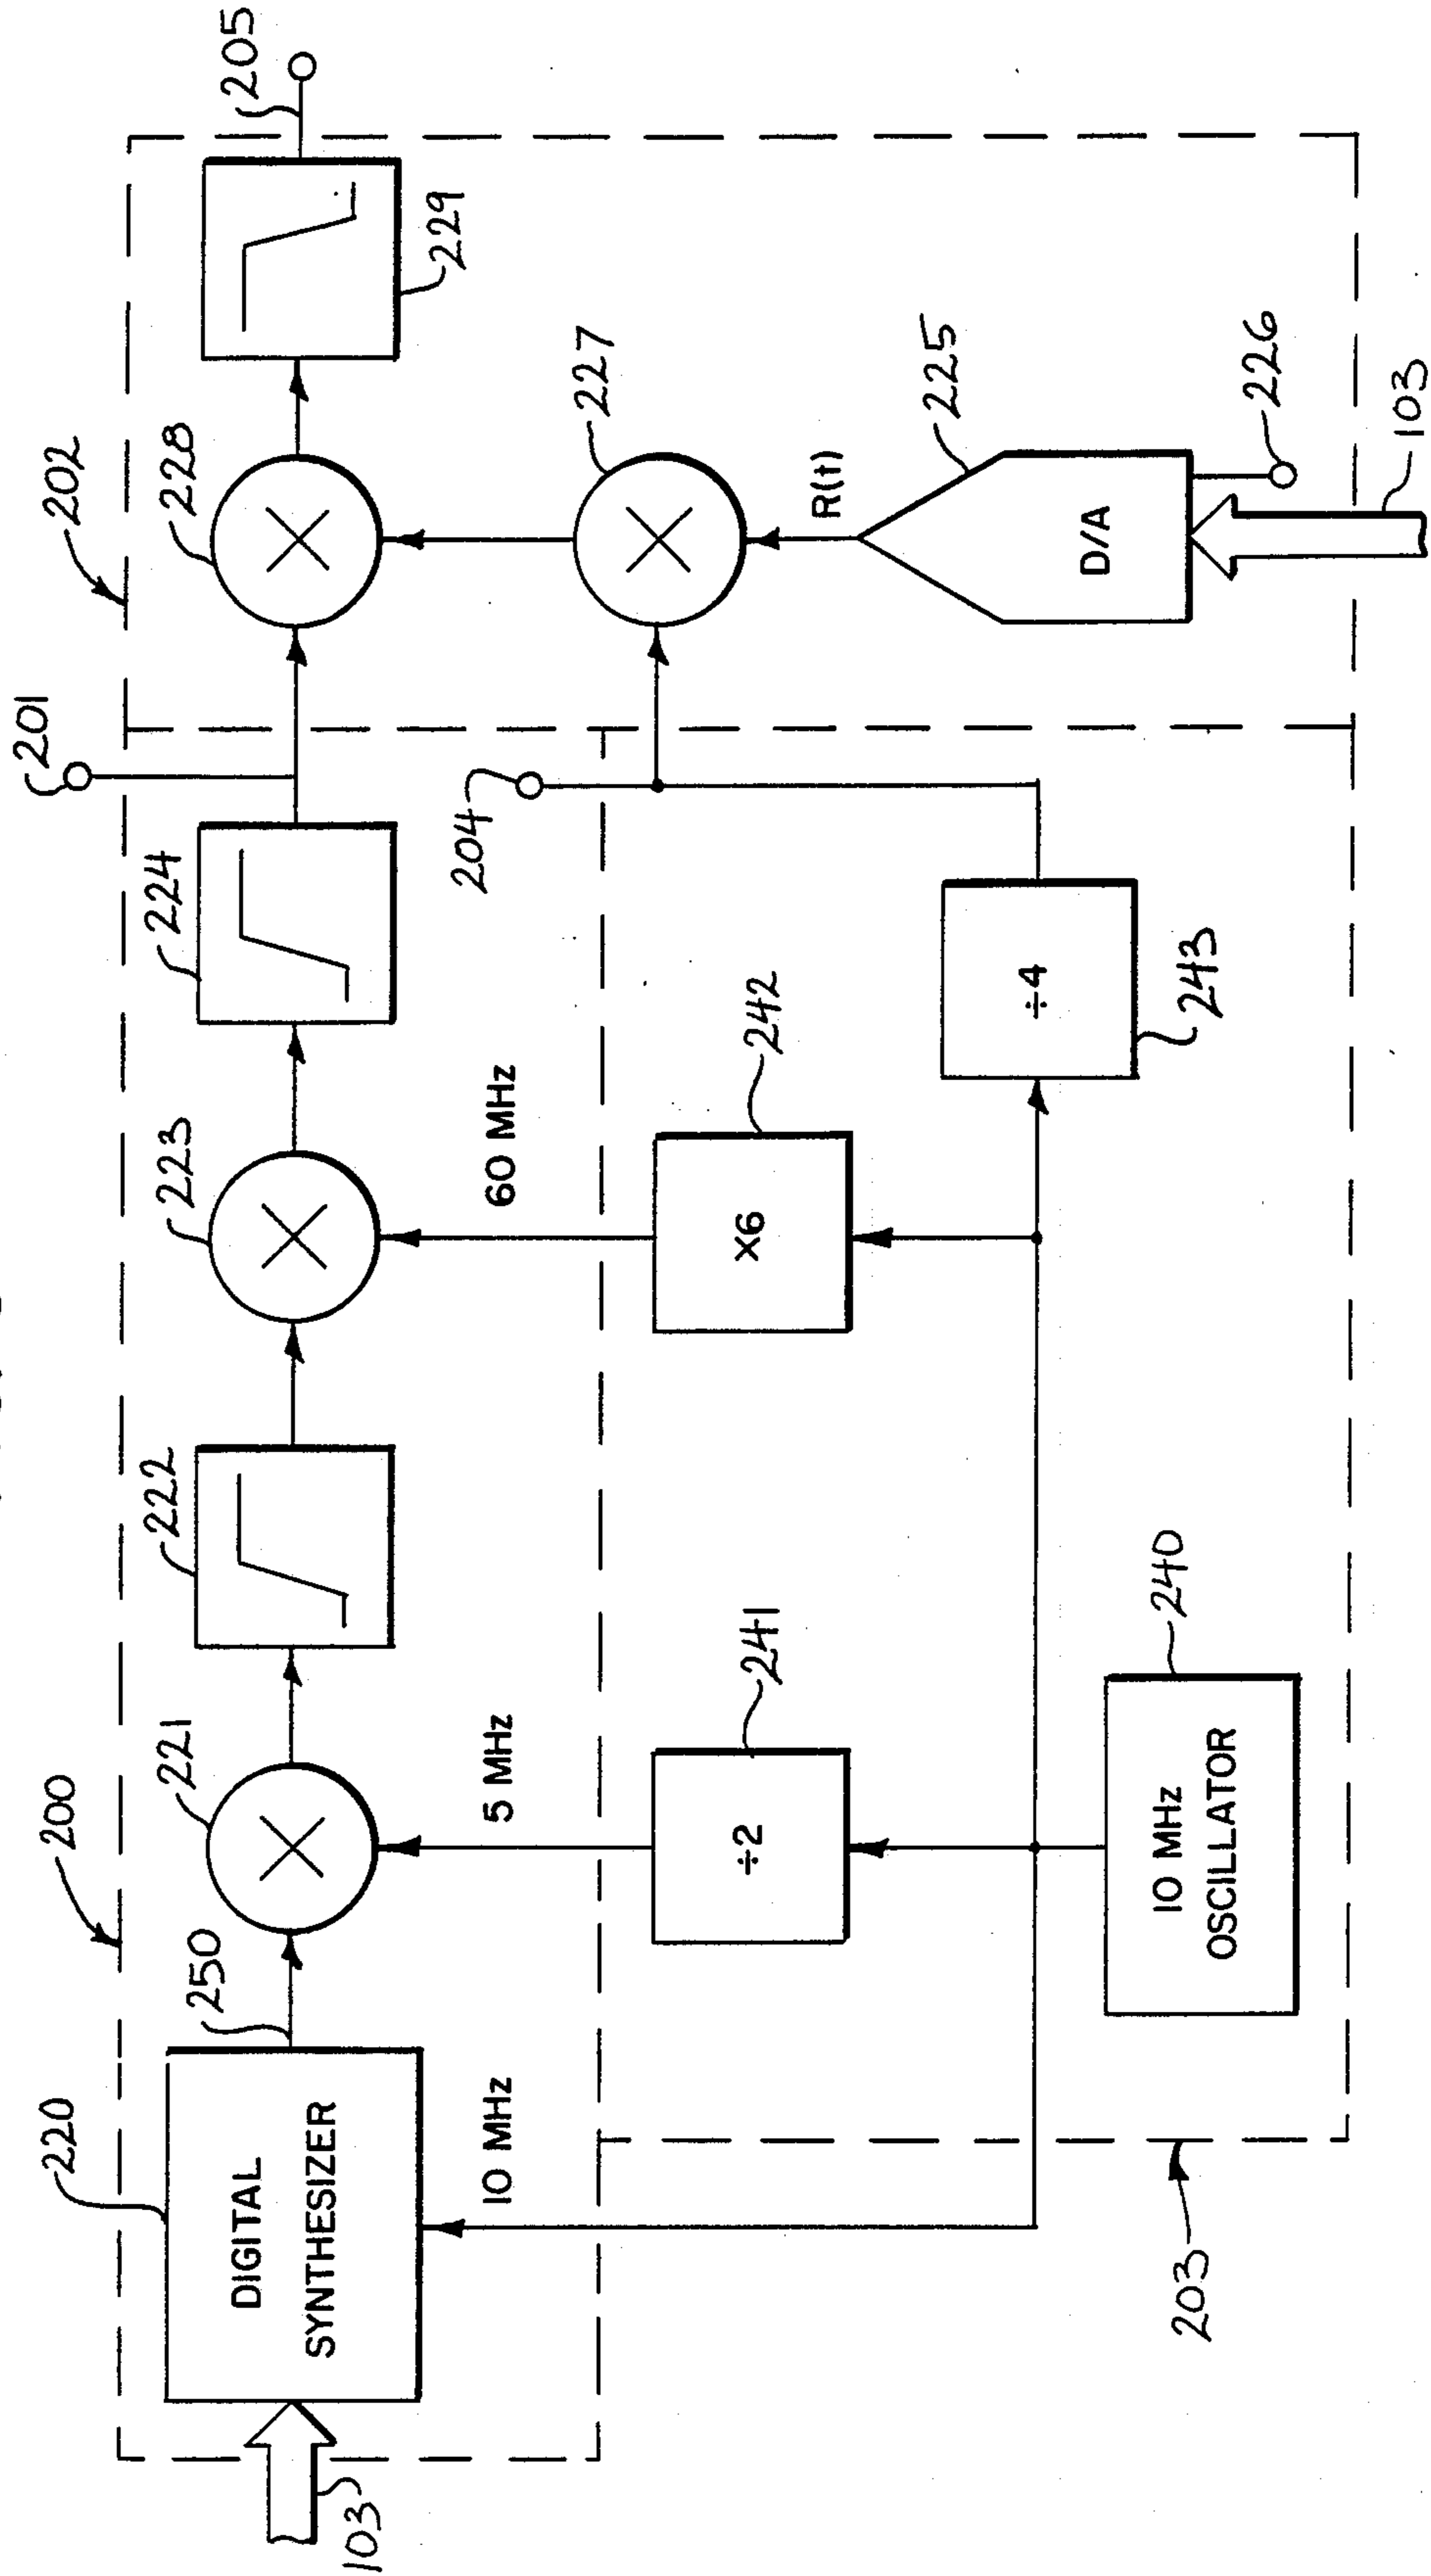 202
201
205
200
220
250
221
222
223
224
228
229
DIGITAL
SYNTHESIZER
103
10 MHz
5 MHz
60 MHz
204
227
241
÷2
242
X6
R(t)
225
÷4
243
240
10 MHz
OSCILLATOR
D/A
226
203
103